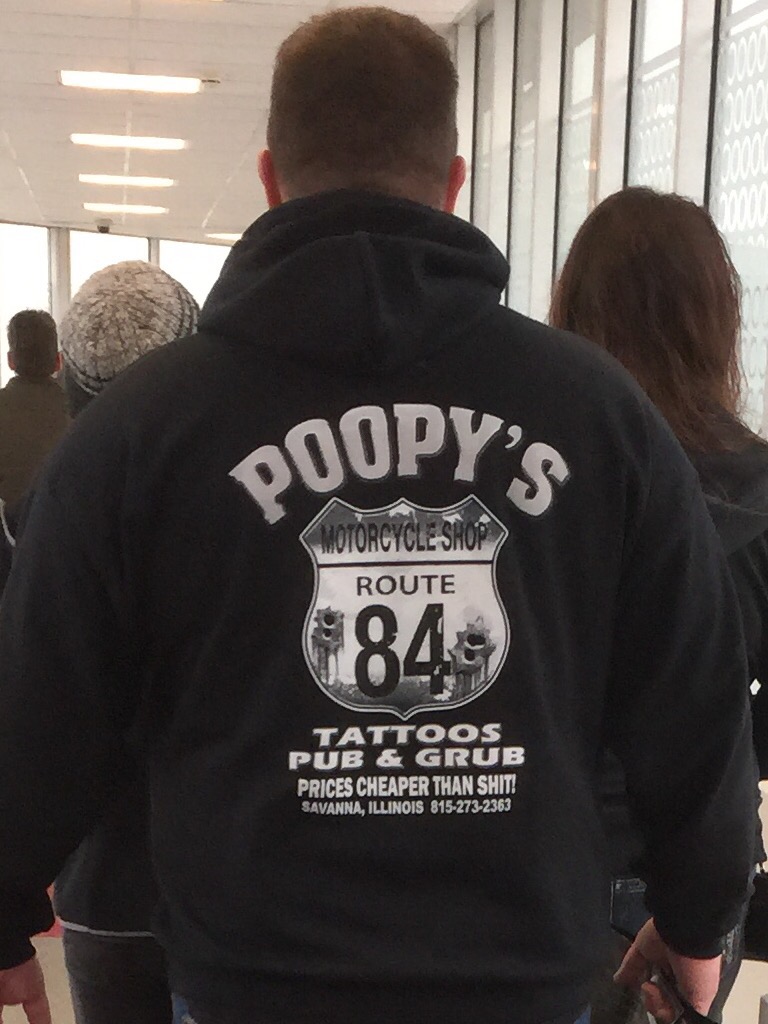 POOPY'S
MOTORCYCLE SHOP
ROUTE
84
TATTOOS
PUB & GRUB
PRICES CHEAPER THAN SHIT!
SAVANNA, ILLINOIS 815-273-2363